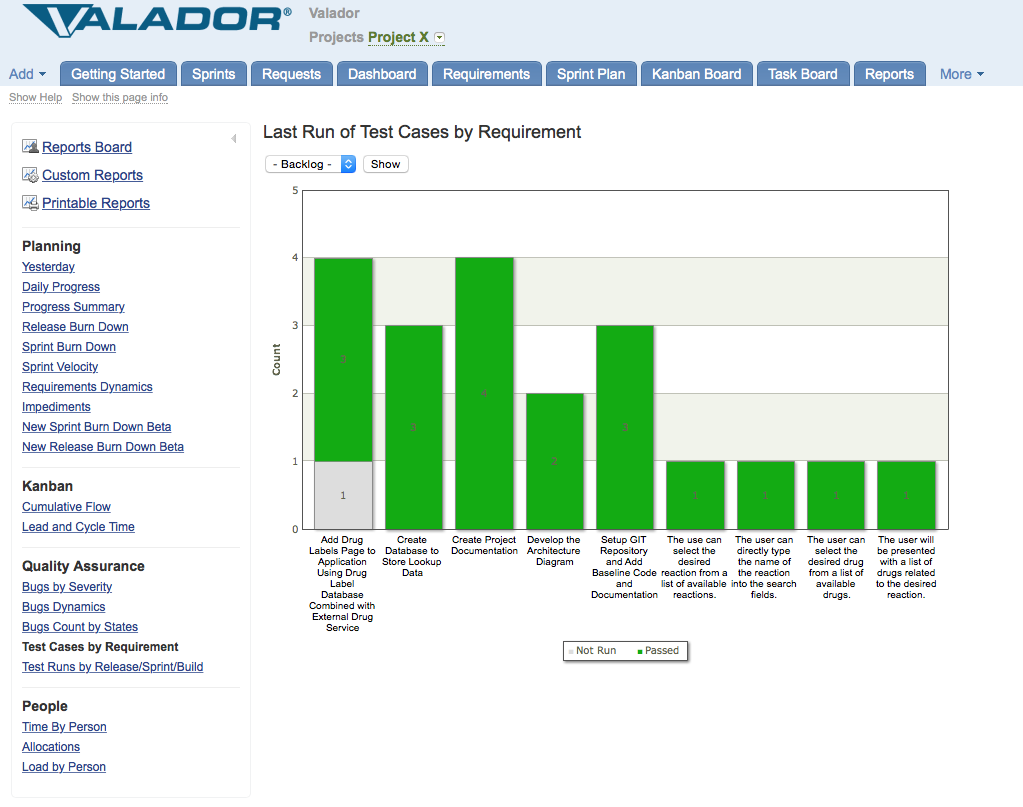 VALADOR®
Valador
Projects Project X
Add
Getting Started
Sprints
Requests
Dashboard
Requirements
Sprint Plan
Kanban Board
Task Board
Reports
More
Show Help
Show this page info
Reports Board
Custom Reports
Printable Reports
Planning
Yesterday
Daily Progress
Progress Summary
Release Burn Down
Sprint Burn Down
Sprint Velocity
Requirements Dynamics
Impediments
New Sprint Burn Down Beta
New Release Burn Down Beta
Kanban
Cumulative Flow
Lead and Cycle Time
Quality Assurance
Bugs by Severity
Bugs Dynamics
Bugs Count by States
Test Cases by Requirement
Test Runs by Release/Sprint/Build
People
Time By Person
Allocations
Load by Person
Last Run of Test Cases by Requirement
- Backlog -
Show
Count
5
4
3
2
1
0
3
1
3
4
2
3
1
1
1
1
Add Drug
Labels Page to
Application
Using Drug
Label
Database
Combined with
External Drug
Service
Create
Database to
Store Lookup
Data
Create Project
Documentation
Develop the
Architecture
Diagram
Setup GIT
Repository
and Add
Baseline Code
and
Documentation
The use can
select the
desired
reaction from a
list of available
reactions.
The user can
directly type
the name of
the reaction
into the search
fields.
The user can
select the
desired drug
from a list of
available
drugs.
The user will
be presented
with a list of
drugs related
to the desired
reaction.
Not Run
Passed